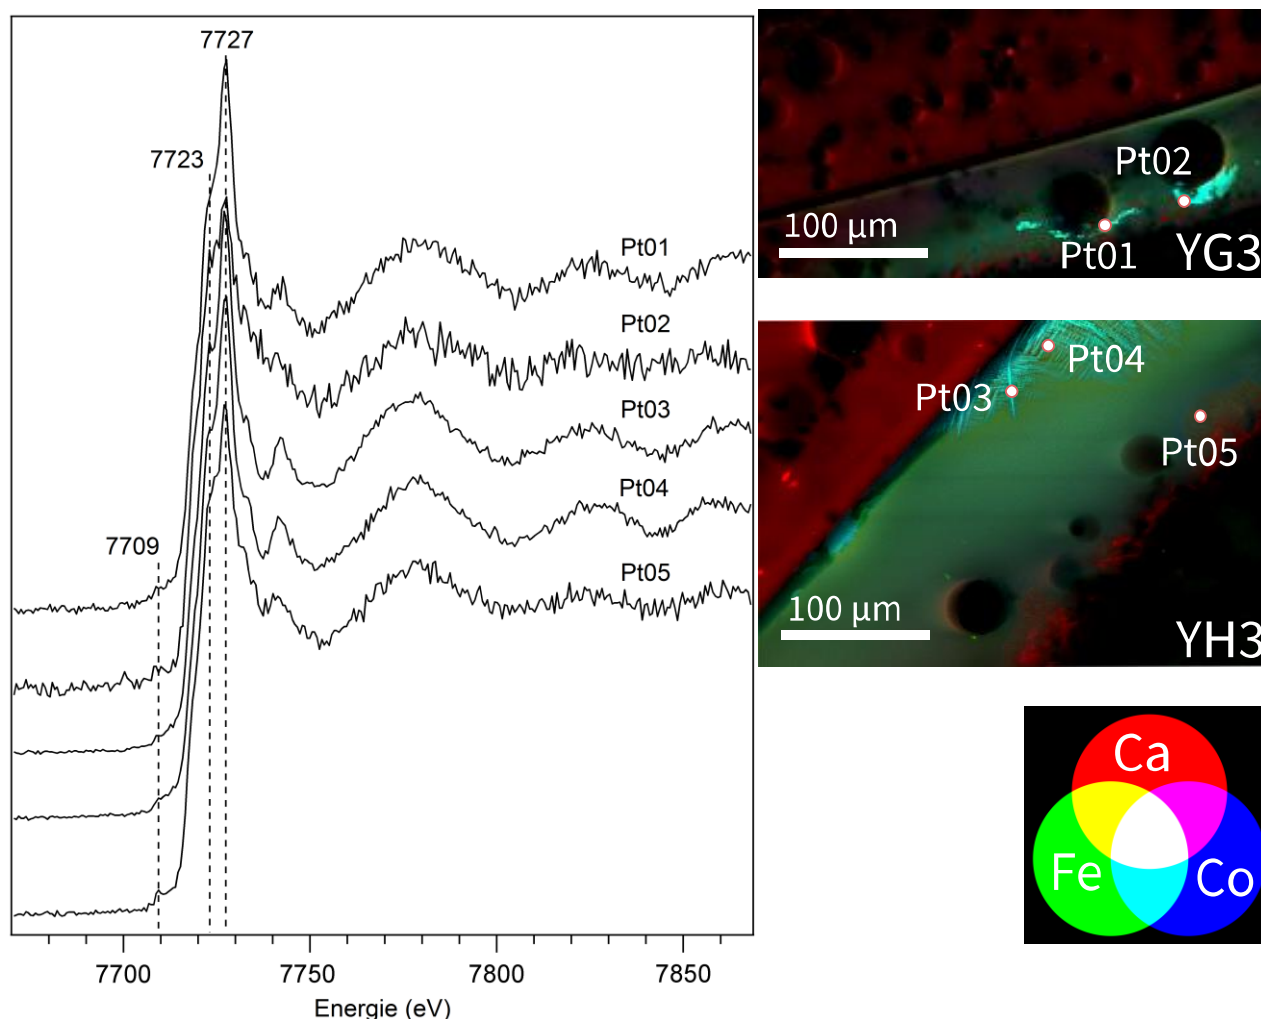 7727
7723
Pt01
Pt02
Pt03
Pt04
7709
Pt05
7700
7750
7800
7850
Energie (eV)
Pt02
100 µm
Pt01
YG3
Pt04
Pt03
Pt05
100 µm
YH3
Ca
Fe
Co